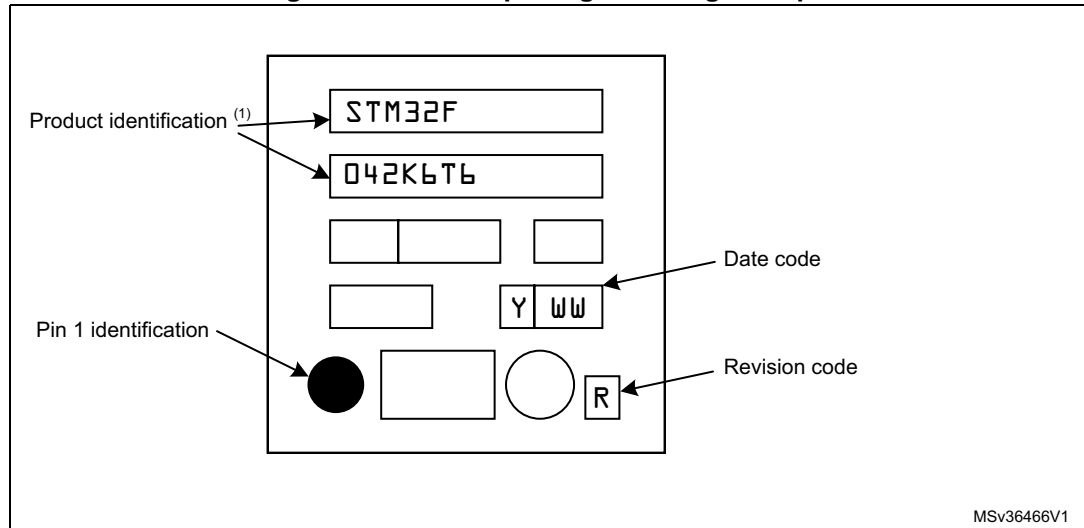 Product identification (1)
STM32F
042K6T6
Date code
Y WW
Pin 1 identification
Revision code
R
MSv36466V1